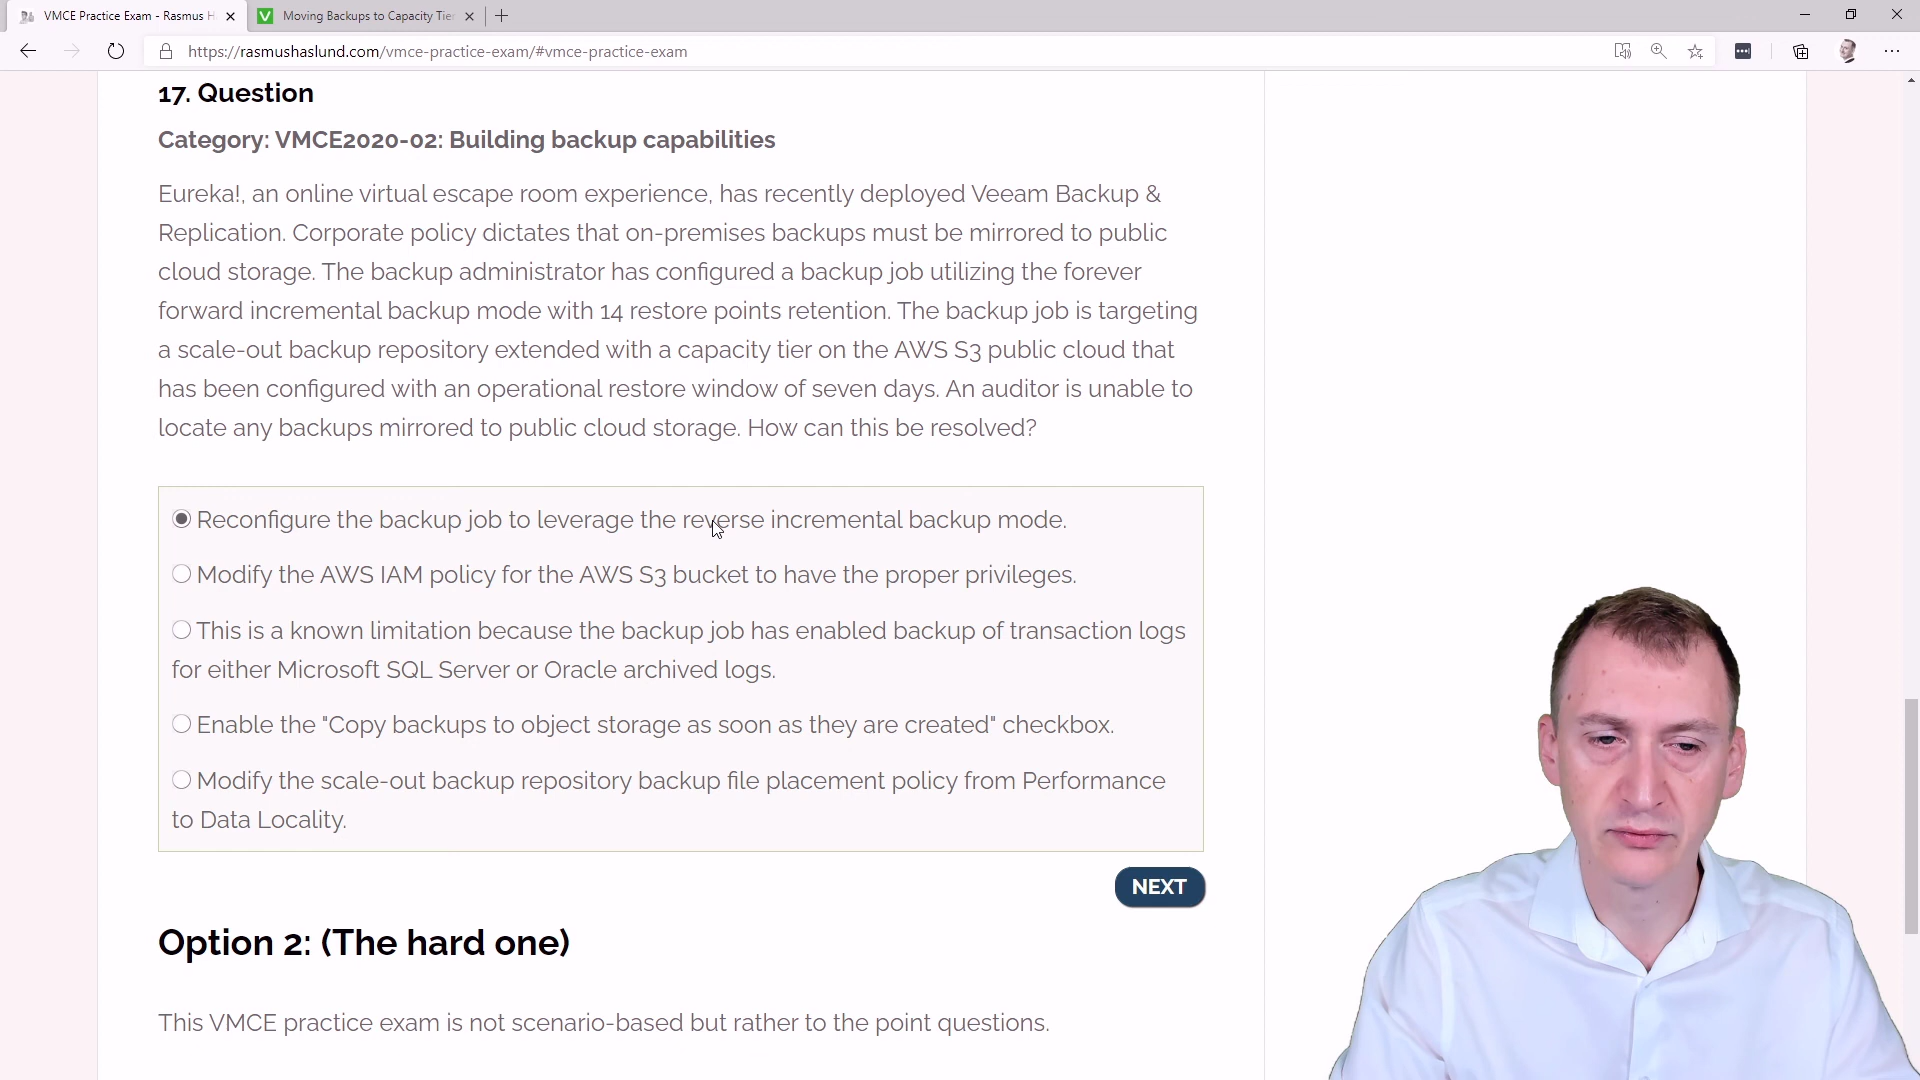 VMCE Practice Exam - Rasmus H
Moving Backups to Capacity Tier
https://rasmushaslund.com/vmce-practice-exam/#vmce-practice-exam
17. Question
Category: VMCE2020-02: Building backup capabilities
Eureka!, an online virtual escape room experience, has recently deployed Veeam Backup &
Replication. Corporate policy dictates that on-premises backups must be mirrored to public
cloud storage. The backup administrator has configured a backup job utilizing the forever
forward incremental backup mode with 14 restore points retention. The backup job is targeting
a scale-out backup repository extended with a capacity tier on the AWS S3 public cloud that
has been configured with an operational restore window of seven days. An auditor is unable to
locate any backups mirrored to public cloud storage. How can this be resolved?
Reconfigure the backup job to leverage the reverse incremental backup mode.
Modify the AWS IAM policy for the AWS S3 bucket to have the proper privileges.
This is a known limitation because the backup job has enabled backup of transaction logs
for either Microsoft SQL Server or Oracle archived logs.
Enable the "Copy backups to object storage as soon as they are created" checkbox.
Modify the scale-out backup repository backup file placement policy from Performance
to Data Locality.
NEXT
Option 2: (The hard one)
This VMCE practice exam is not scenario-based but rather to the point questions.